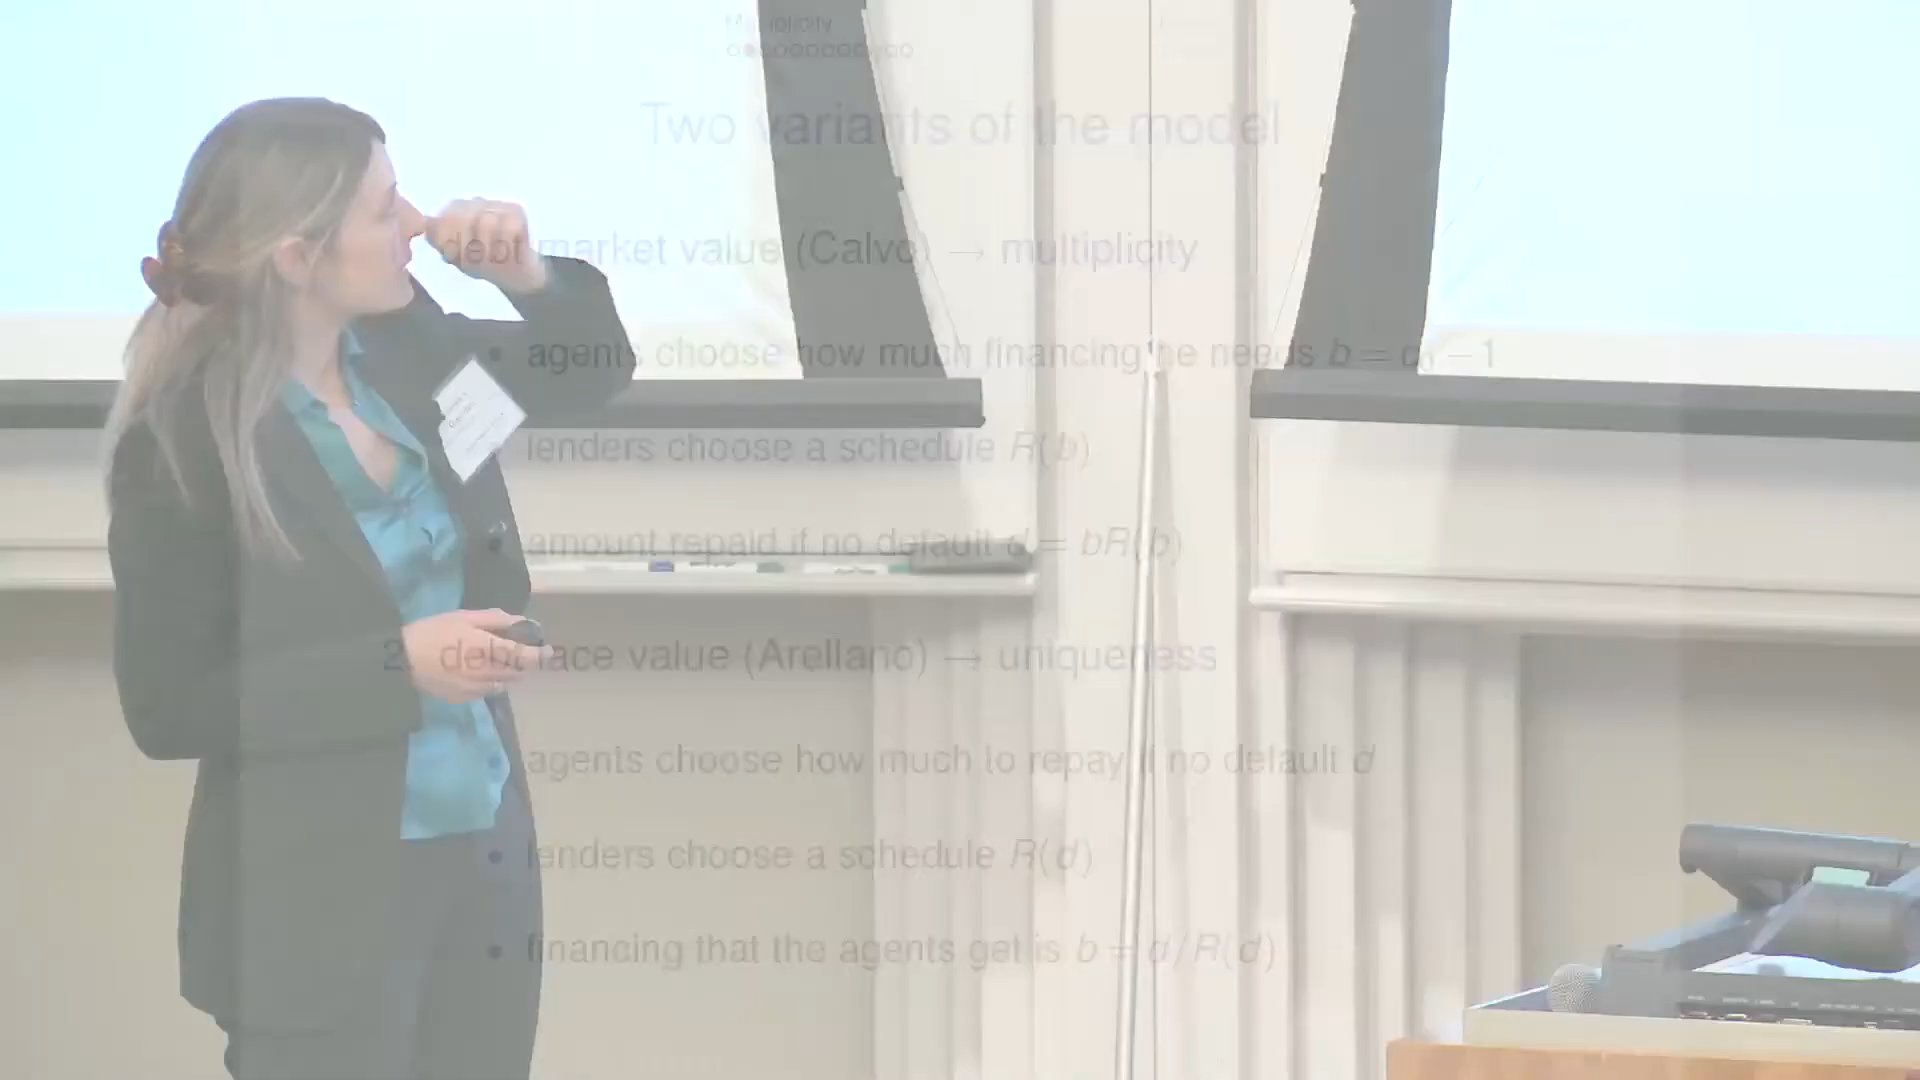 Multiplicity
Two variants of the model
debt market value (Calvo) → multiplicity
• agents choose how much financing he needs b = c₀ − 1
lenders choose a schedule R(b)
• amount repaid if no default d = bR(b)
2. debt face value (Arellano) → uniqueness
• agents choose how much to repay if no default d
• lenders choose a schedule R(d)
• financing that the agents get is b = d/R(d)